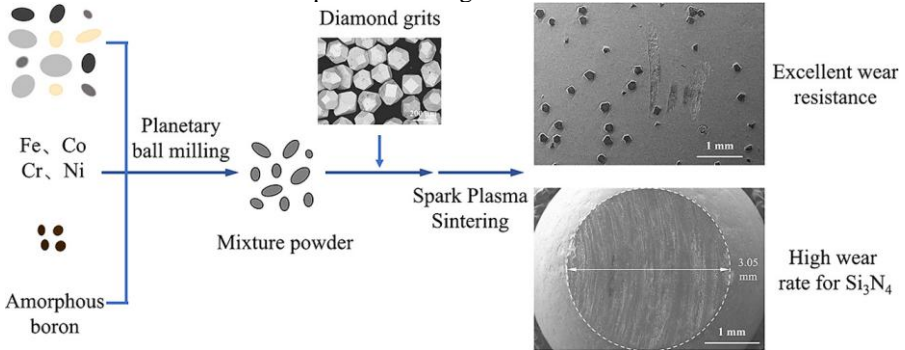 Diamond grits
Fe、Co
Cr、Ni
Planetary
ball milling
Amorphous
boron
Mixture powder
Spark Plasma
Sintering
1 mm
Excellent wear
resistance
3.05
mm
1 mm
High wear
rate for Si₃N₄